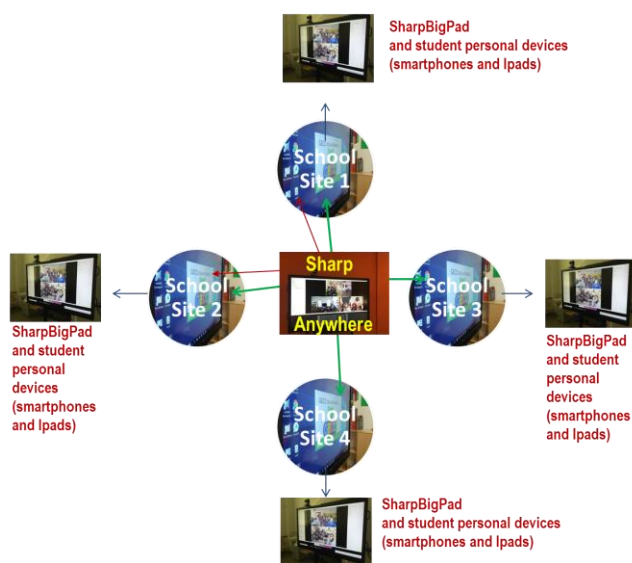 SharpBigPad
and student personal devices
(smartphones and Ipads)
School
Site 1
Sharp
Anywhere
School
Site 2
School
Site 3
SharpBigPad
and student
personal
devices
(smartphones
and Ipads)
SharpBigPad
and student
personal
devices
(smartphones
and Ipads)
School
Site 4
SharpBigPad
and student personal devices
(smartphones and Ipads)